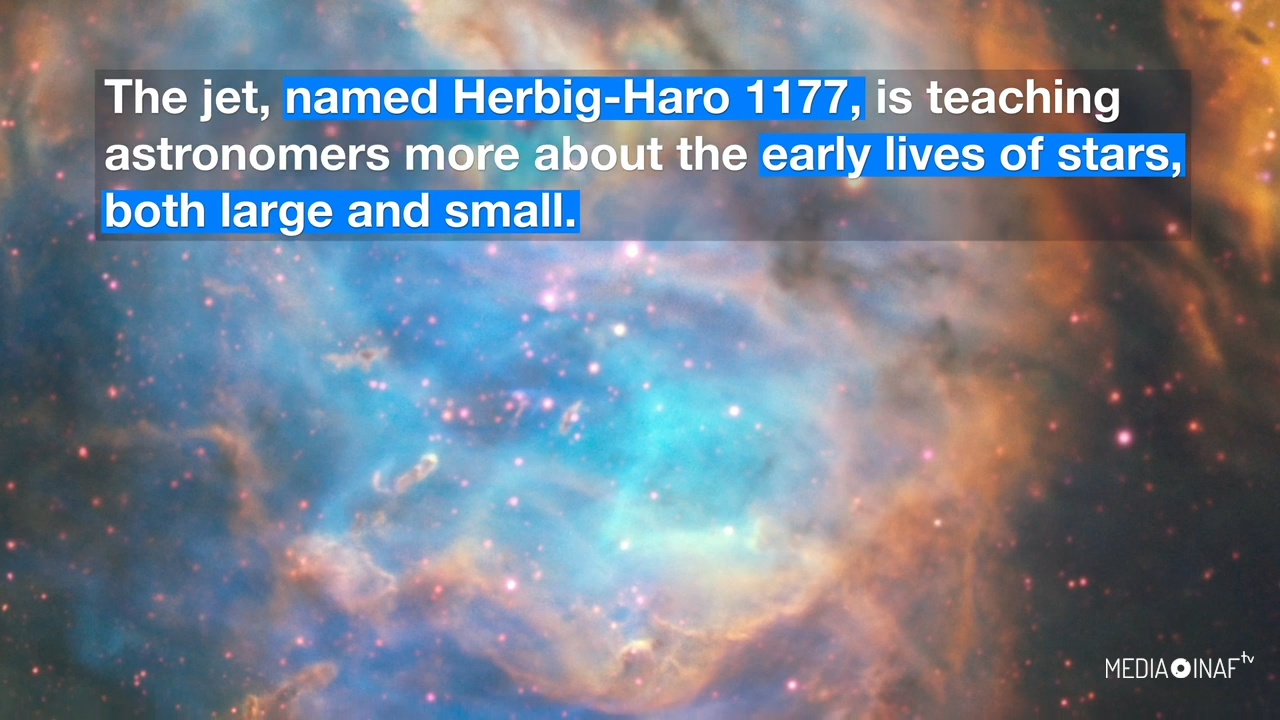 The jet, named Herbig-Haro 1177, is teaching
astronomers more about the early lives of stars,
both large and small.
MEDIA INAF tv